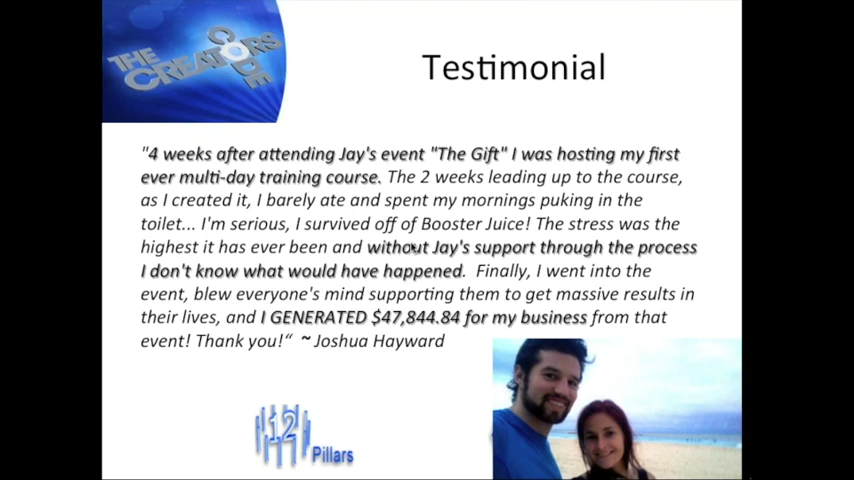 THE CREATORS CODE
Testimonial
"4 weeks after attending Jay's event "The Gift" I was hosting my first
ever multi-day training course. The 2 weeks leading up to the course,
as I created it, I barely ate and spent my mornings puking in the
toilet... I'm serious, I survived off of Booster Juice! The stress was the
highest it has ever been and without Jay's support through the process
I don't know what would have happened.  Finally, I went into the
event, blew everyone's mind supporting them to get massive results in
their lives, and I GENERATED $47,844.84 for my business from that
event! Thank you!“  ~ Joshua Hayward
12
Pillars